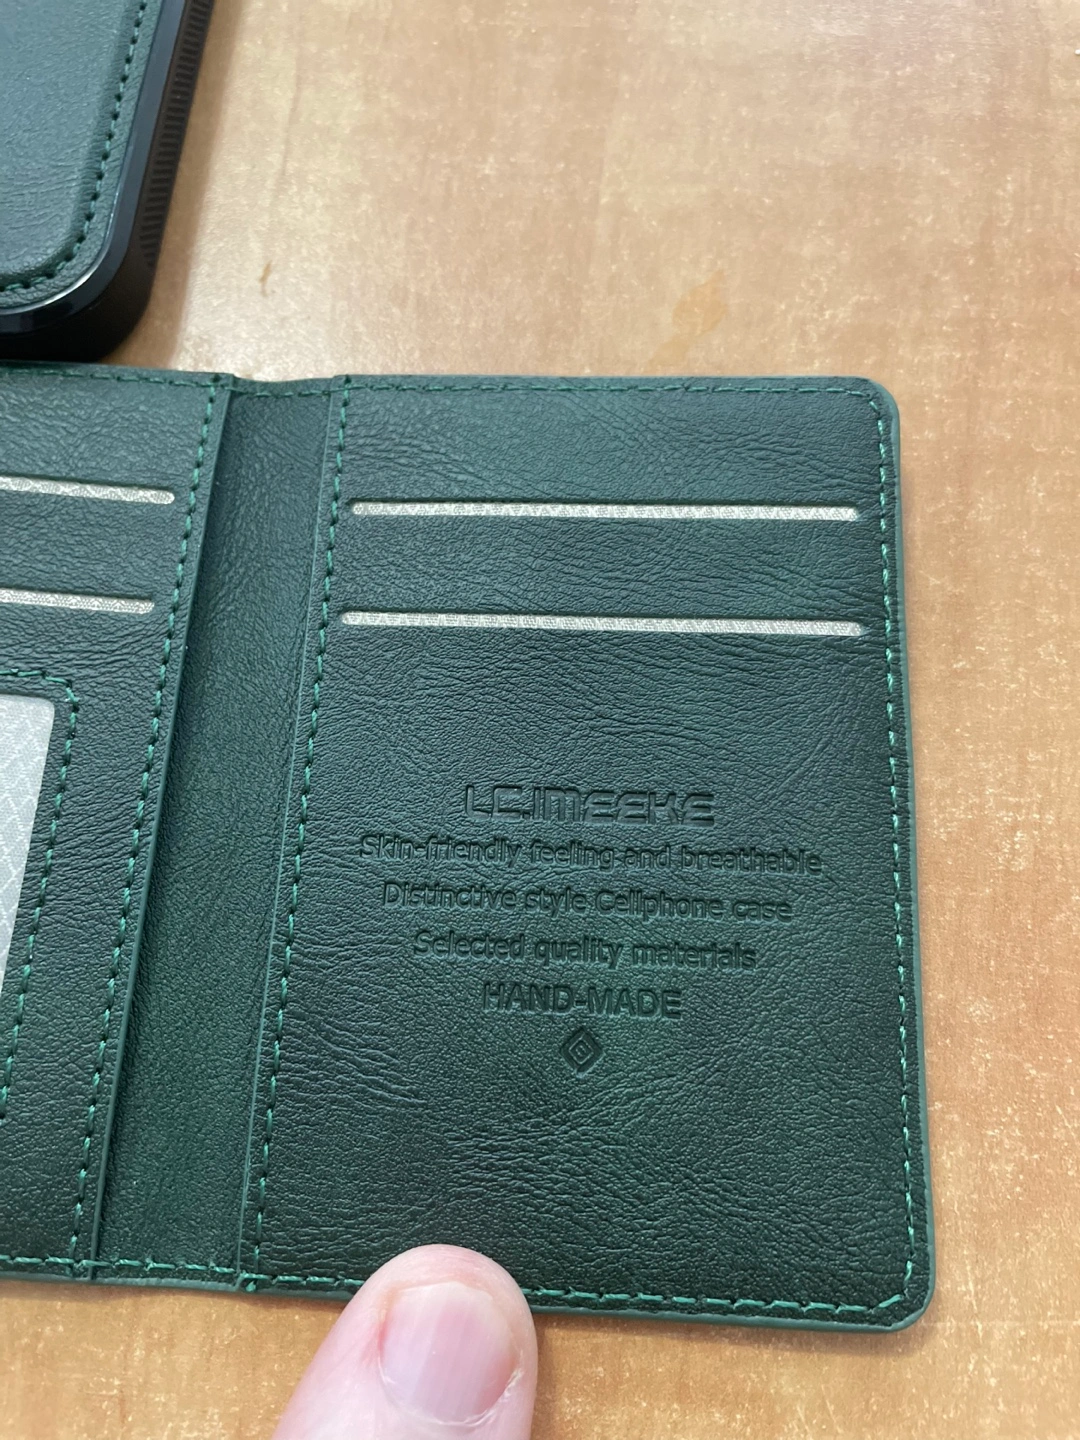 LC.IMEEKE
Skin-friendly feeling and breathable
Distinctive style Cellphone case
Selected quality materials
HAND-MADE